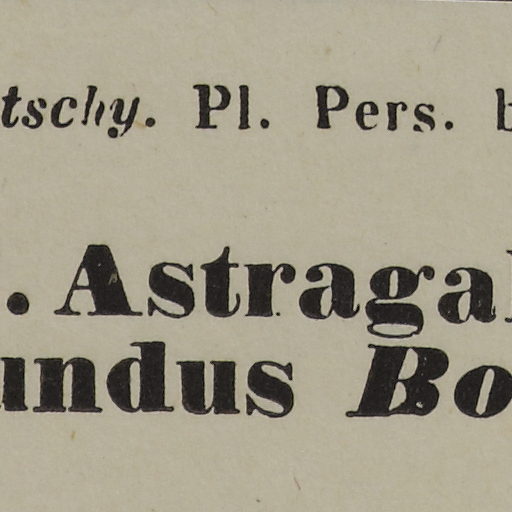 tschy. Pl. Pers. b
. Astragal
undus Bo